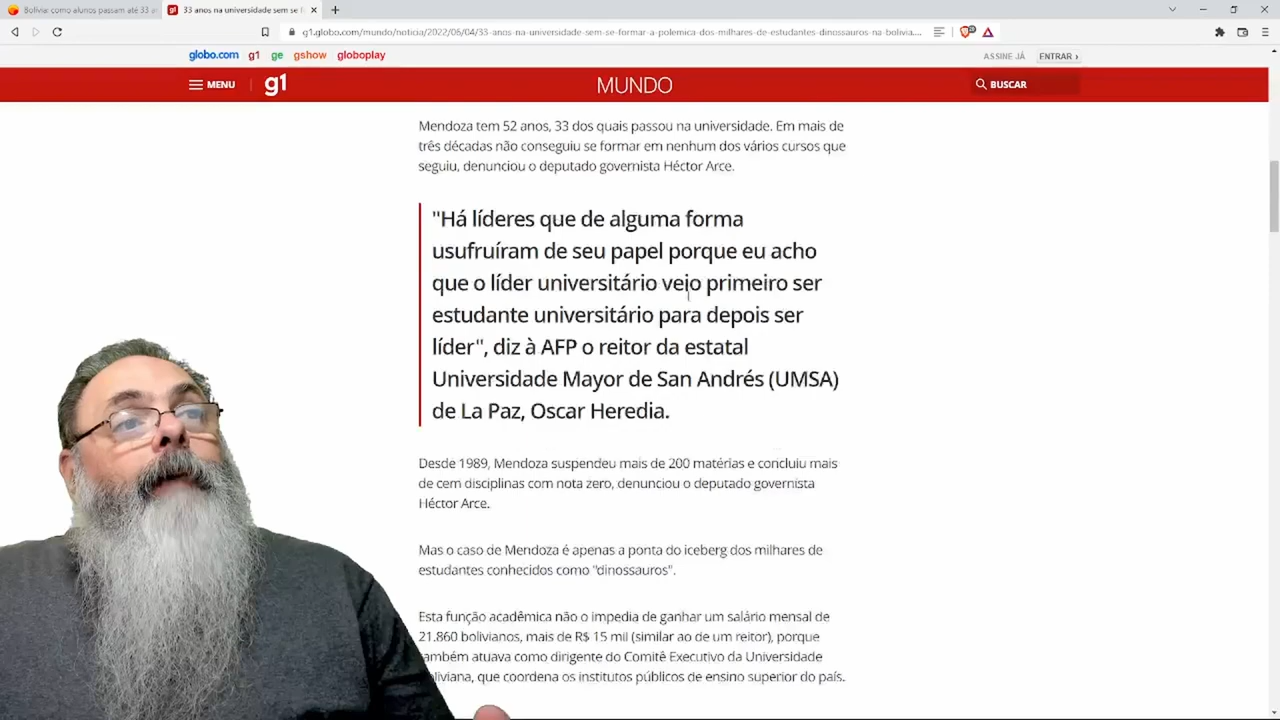 Bolívia: como alunos passam até 33 a
33 anos na universidade sem se f
g1.globo.com/mundo/noticia/2022/06/04/33-anos-na-universidade-sem-se-formar-a-polemica-dos-milhares-de-estudantes-dinossauros-na-bolivia....
globo.com g1 ge gshow globoplay
ASSINE JÁ ENTRAR ›
MENU g1 MUNDO BUSCAR
Mendoza tem 52 anos, 33 dos quais passou na universidade. Em mais de
três décadas não conseguiu se formar em nenhum dos vários cursos que
seguiu, denunciou o deputado governista Héctor Arce.
"Há líderes que de alguma forma
usufruíram de seu papel porque eu acho
que o líder universitário veio primeiro ser
estudante universitário para depois ser
líder", diz à AFP o reitor da estatal
Universidade Mayor de San Andrés (UMSA)
de La Paz, Oscar Heredia.
Desde 1989, Mendoza suspendeu mais de 200 matérias e concluiu mais
de cem disciplinas com nota zero, denunciou o deputado governista
Héctor Arce.
Mas o caso de Mendoza é apenas a ponta do iceberg dos milhares de
estudantes conhecidos como "dinossauros".
Esta função acadêmica não o impedia de ganhar um salário mensal de
21.860 bolivianos, mais de R$ 15 mil (similar ao de um reitor), porque
também atuava como dirigente do Comitê Executivo da Universidade
oliviana, que coordena os institutos públicos de ensino superior do país.